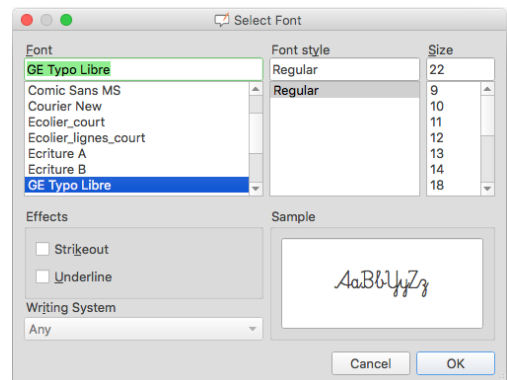 Select Font
Font
Font style
Size
GE Typo Libre
Regular
22
Comic Sans MS
Courier New
Ecolier_court
Ecolier_lignes_court
Ecriture A
Ecriture B
GE Typo Libre
Regular
9
10
11
12
13
14
18
Effects
Strikeout
Underline
Writing System
Any
Sample
AaBbYyZz
Cancel
OK